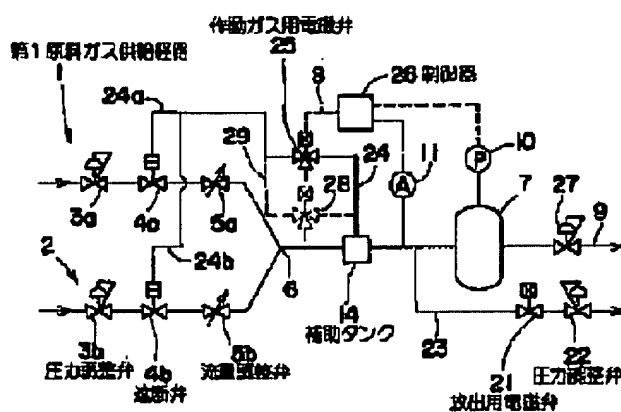 作動ガス用電磁弁
25
第1原料ガス供給経路
1
24a
8
26 制御器
29
24
11
A
P
10
28
7
27
9
3a
4a
5a
2
24b
6
14
補助タンク
23
3b
圧力調整弁
4b
遮断弁
5b
流量調整弁
21
放出用電磁弁
22
圧力調整弁